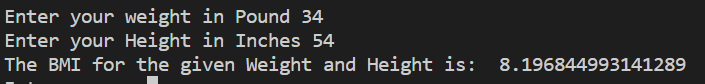 Enter your weight in Pound 34
Enter your Height in Inches 54
The BMI for the given Weight and Height is:  8.196844993141289